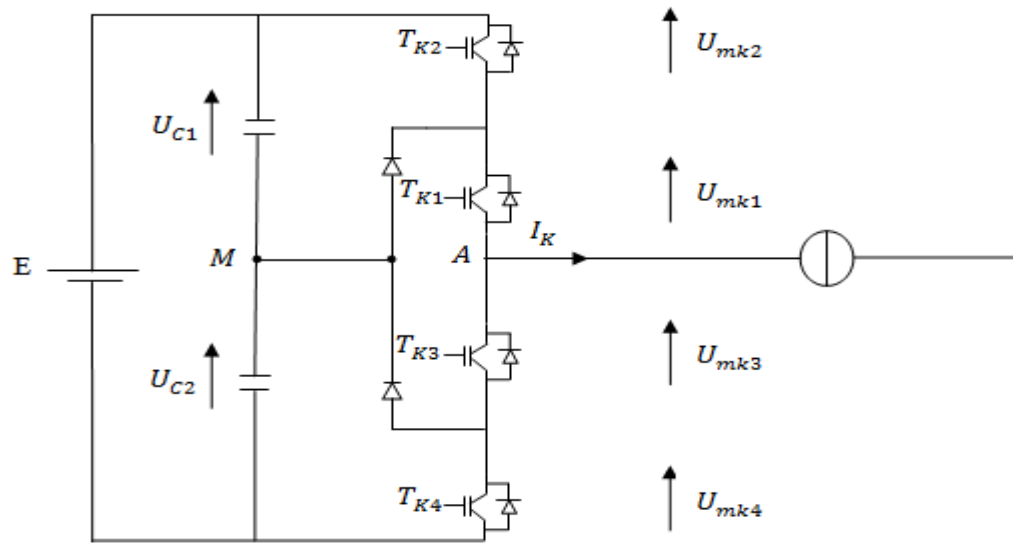 T_{K2}
U_{mk2}
U_{C1}
T_{K1}
U_{mk1}
E
M
A
I_K
T_{K3}
U_{mk3}
U_{C2}
T_{K4}
U_{mk4}